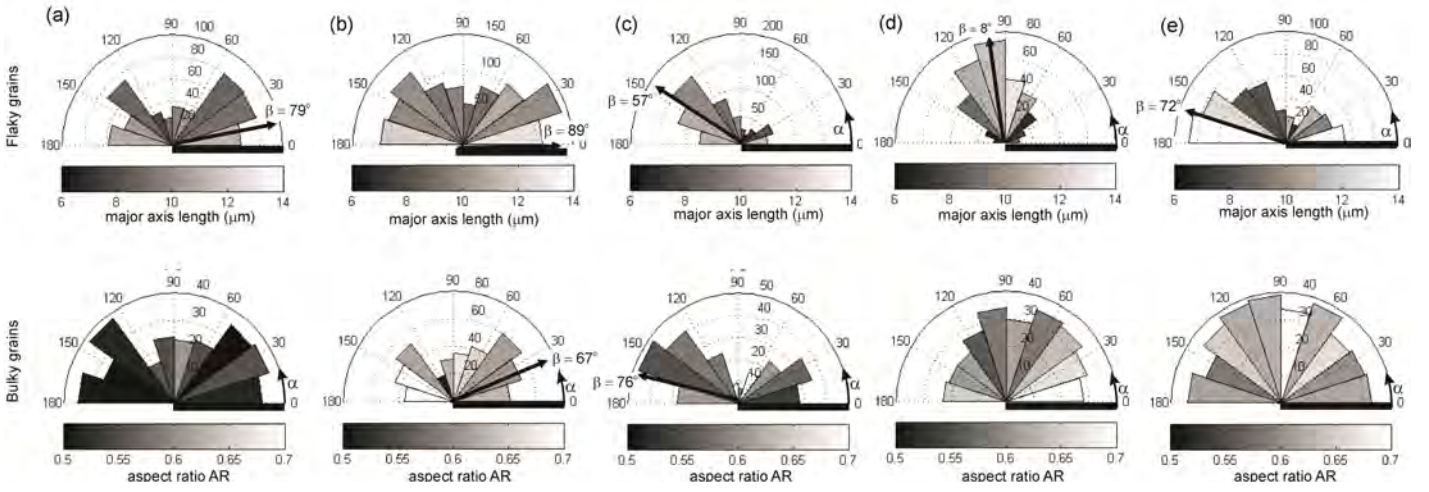 (a) (b) (c) (d) (e)
Flaky grains
90 100 80 60 40 20 120 60 150 30 180 0 β = 79°
90 200 150 100 50 120 60 150 30 180 0 β = 89°
90 200 150 100 50 120 60 150 30 180 β = 57° α
90 80 60 40 20 120 60 150 30 180 0 β = 8° α
90 100 80 60 40 20 120 60 150 30 180 β = 72° α
6 8 10 12 14
major axis length (μm)
6 8 10 12 14
major axis length (μm)
6 8 10 12 14
major axis length (μm)
6 8 10 12 14
major axis length (μm)
6 8 10 12 14
major axis length (μm)
Bulky grains
90 40 30 20 120 60 150 30 180 0 α
90 80 60 40 20 120 60 150 30 180 0 β = 67° α
90 50 40 30 20 10 120 60 150 30 180 0 β = 76° α
90 40 30 20 10 120 60 150 30 180 0 α
90 40 30 20 10 120 60 150 30 180 0 α
0.5 0.55 0.6 0.65 0.7
aspect ratio AR
0.5 0.55 0.6 0.65 0.7
aspect ratio AR
0.5 0.55 0.6 0.65 0.7
aspect ratio AR
0.5 0.55 0.6 0.65 0.7
aspect ratio AR
0.5 0.55 0.6 0.65 0.7
aspect ratio AR